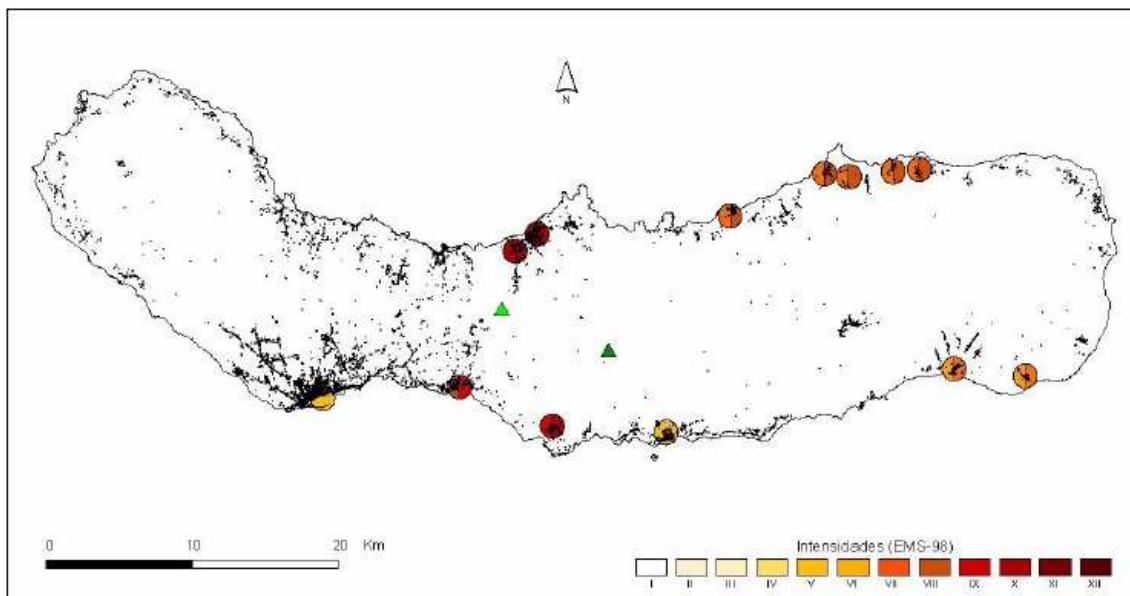 N
0 10 20 Km
Intensidades (EMS-98)
I II III IV V VI VII VIII IX X XI XII